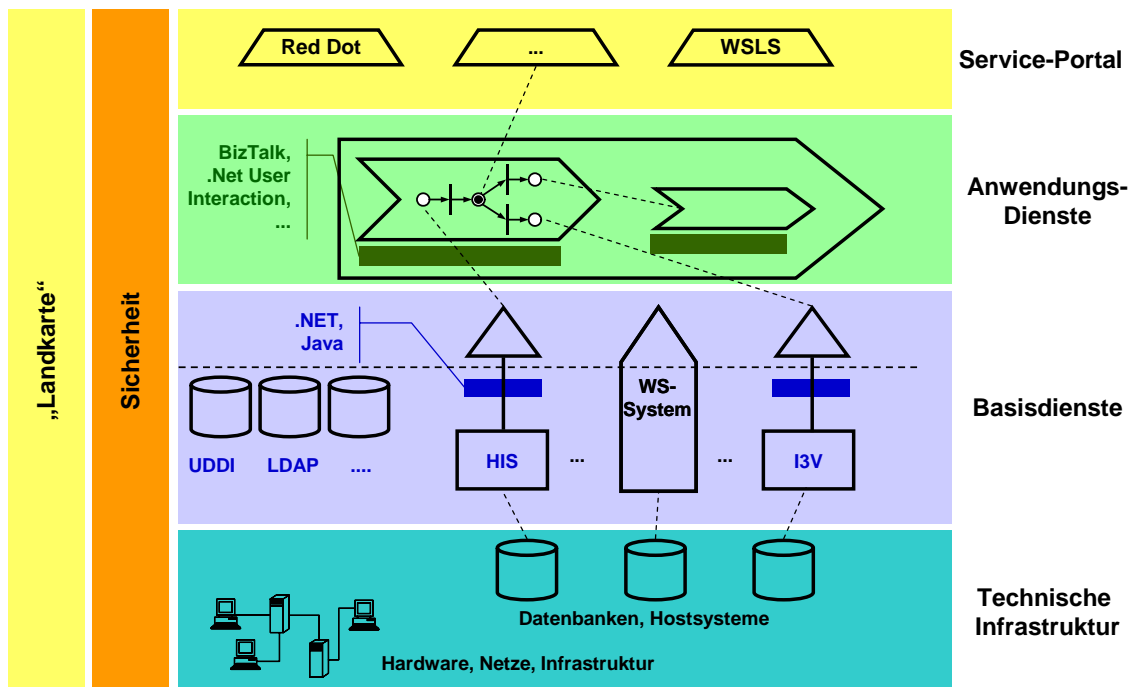 „Landkarte“
Sicherheit
Red Dot
...
WSLS
Service-Portal
BizTalk,
.Net User
Interaction,
...
Anwendungs-
Dienste
.NET,
Java
WS-
System
UDDI
LDAP
....
HIS
...
...
I3V
Basisdienste
Datenbanken, Hostsysteme
Hardware, Netze, Infrastruktur
Technische
Infrastruktur